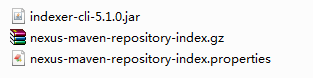 indexer-cli-5.1.0.jar
nexus-maven-repository-index.gz
nexus-maven-repository-index.properties